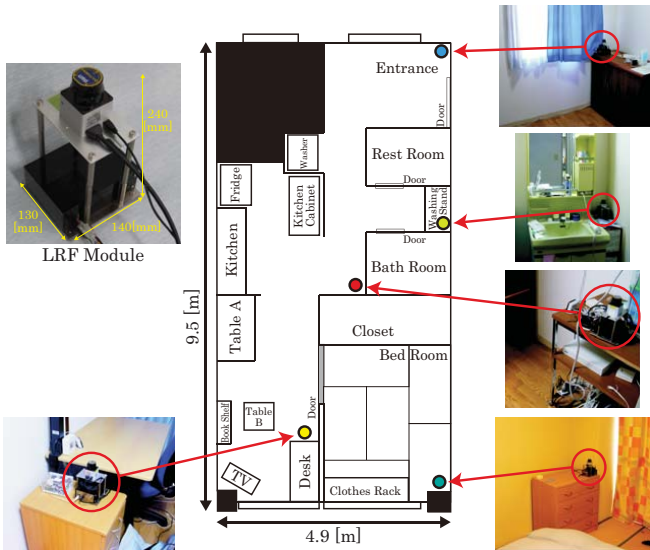 240
[mm]
130
[mm]
140[mm]
LRF Module
9.5 [m]
4.9 [m]
Entrance
Door
Rest Room
Door
Washing
Stand
Door
Bath Room
Washer
Kitchen
Cabinet
Fridge
Kitchen
Table A
Closet
Bed Room
Door
Book Shelf
Table
B
TV
Desk
Clothes Rack